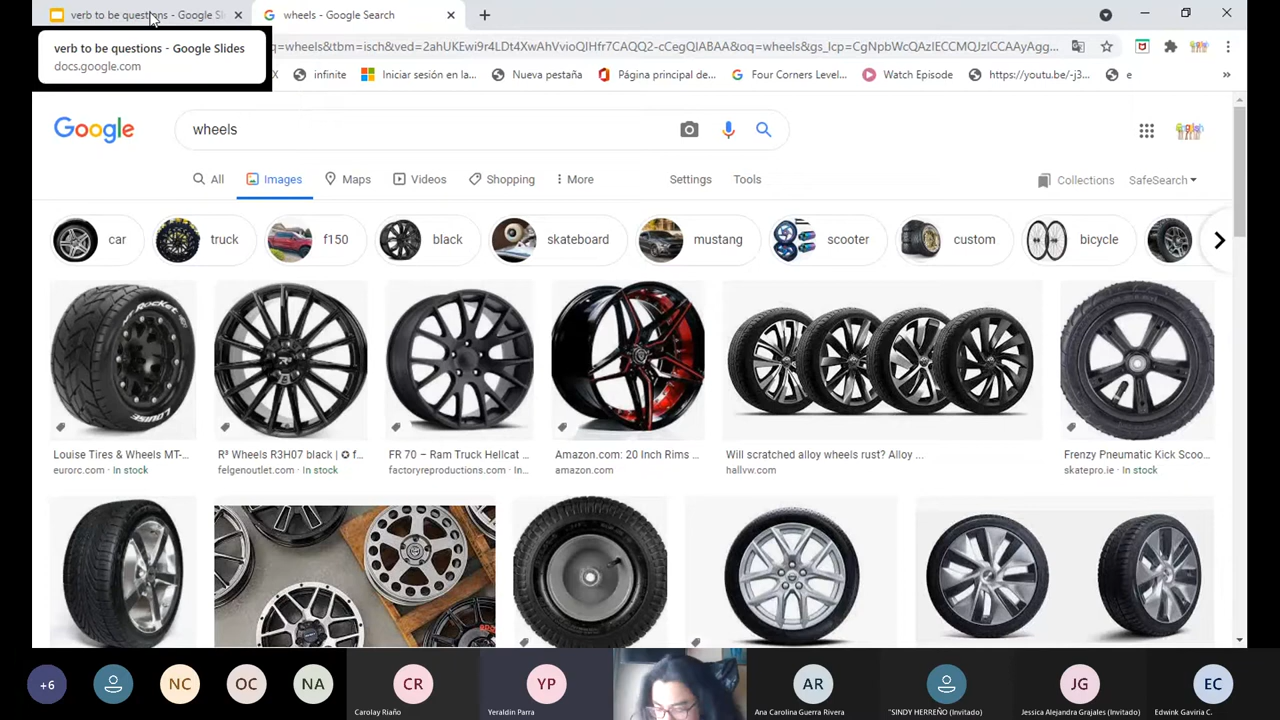 verb to be questions - Google Sli
wheels - Google Search
verb to be questions - Google Slides
docs.google.com
q=wheels&tbm=isch&ved=2ahUKEwi9r4LDt4XwAhVvioQIHfr7CAQQ2-cCegQIABAA&oq=wheels&gs_lcp=CgNpbWcQAzIECCMQJzICCAAyAgg...
X
infinite
Iniciar sesión en la...
Nueva pestaña
Página principal de...
Four Corners Level...
Watch Episode
https://youtu.be/-j3...
e
Google
wheels
English
All
Images
Maps
Videos
Shopping
More
Settings
Tools
Collections
SafeSearch
car
truck
f150
black
skateboard
mustang
scooter
custom
bicycle
Louise Tires & Wheels MT-...
eurorc.com · In stock
R³ Wheels R3H07 black | ✪ f...
felgenoutlet.com · In stock
FR 70 – Ram Truck Hellcat ...
factoryreproductions.com · In...
Amazon.com: 20 Inch Rims ...
amazon.com
Will scratched alloy wheels rust? Alloy ...
hallvw.com
Frenzy Pneumatic Kick Scoo...
skatepro.ie · In stock
+6
NC
OC
NA
CR
Carolay Riaño
YP
Yeraldin Parra
AR
Ana Carolina Guerra Rivera
"SINDY HERREÑO (Invitado)
JG
Jessica Alejandra Grajales (Invitado)
EC
Edwink Gaviria C.